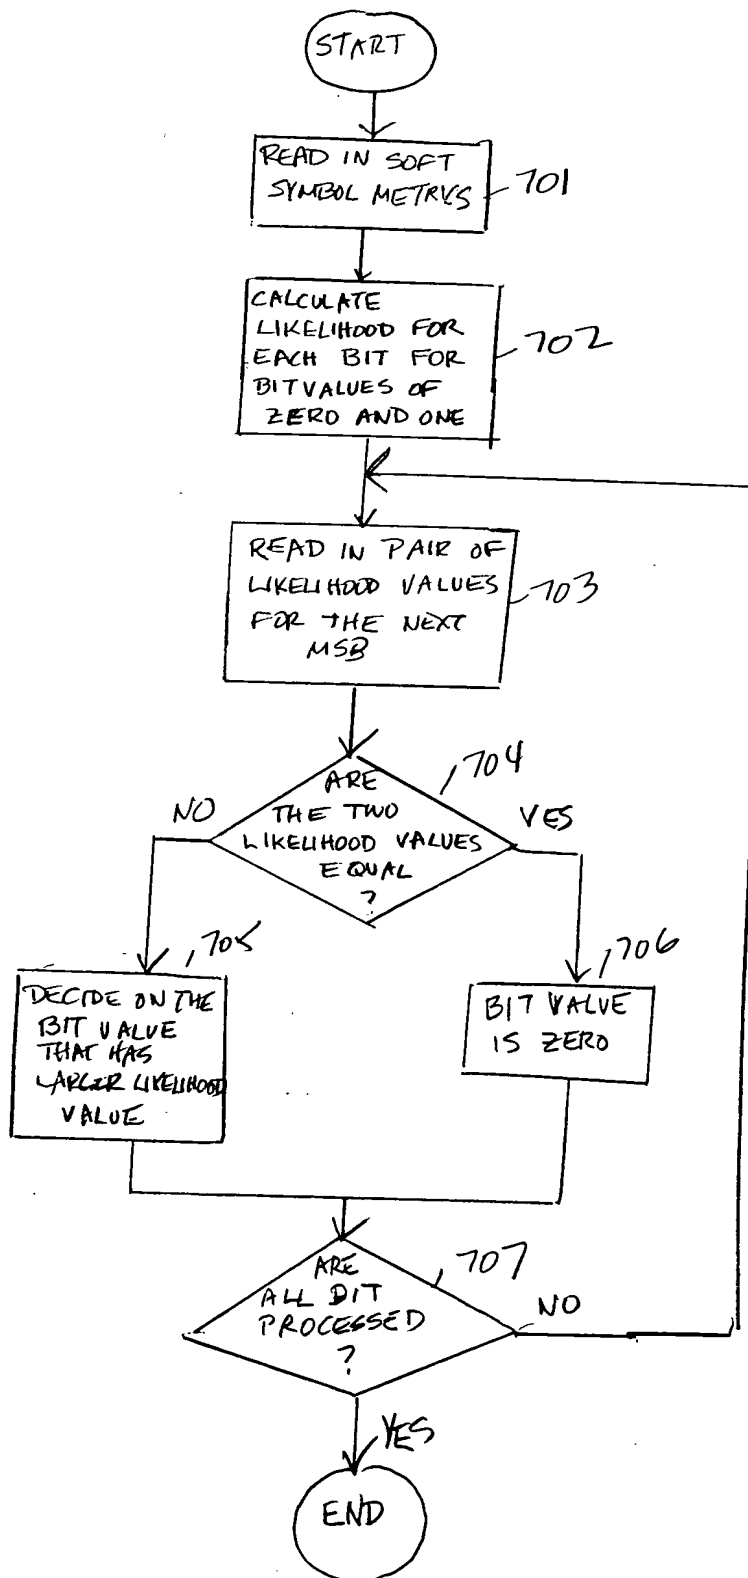 START
READ IN SOFT
SYMBOL METRICS
701
CALCULATE
LIKELIHOOD FOR
EACH BIT FOR
BIT VALUES OF
ZERO AND ONE
702
READ IN PAIR OF
LIKELIHOOD VALUES
FOR THE NEXT
MSB
703
704
ARE
THE TWO
LIKELIHOOD VALUES
EQUAL
?
NO
YES
705
DECIDE ON THE
BIT VALUE
THAT HAS
LARGER LIKELIHOOD
VALUE
706
BIT VALUE
IS ZERO
707
ARE
ALL BIT
PROCESSED
?
NO
YES
END